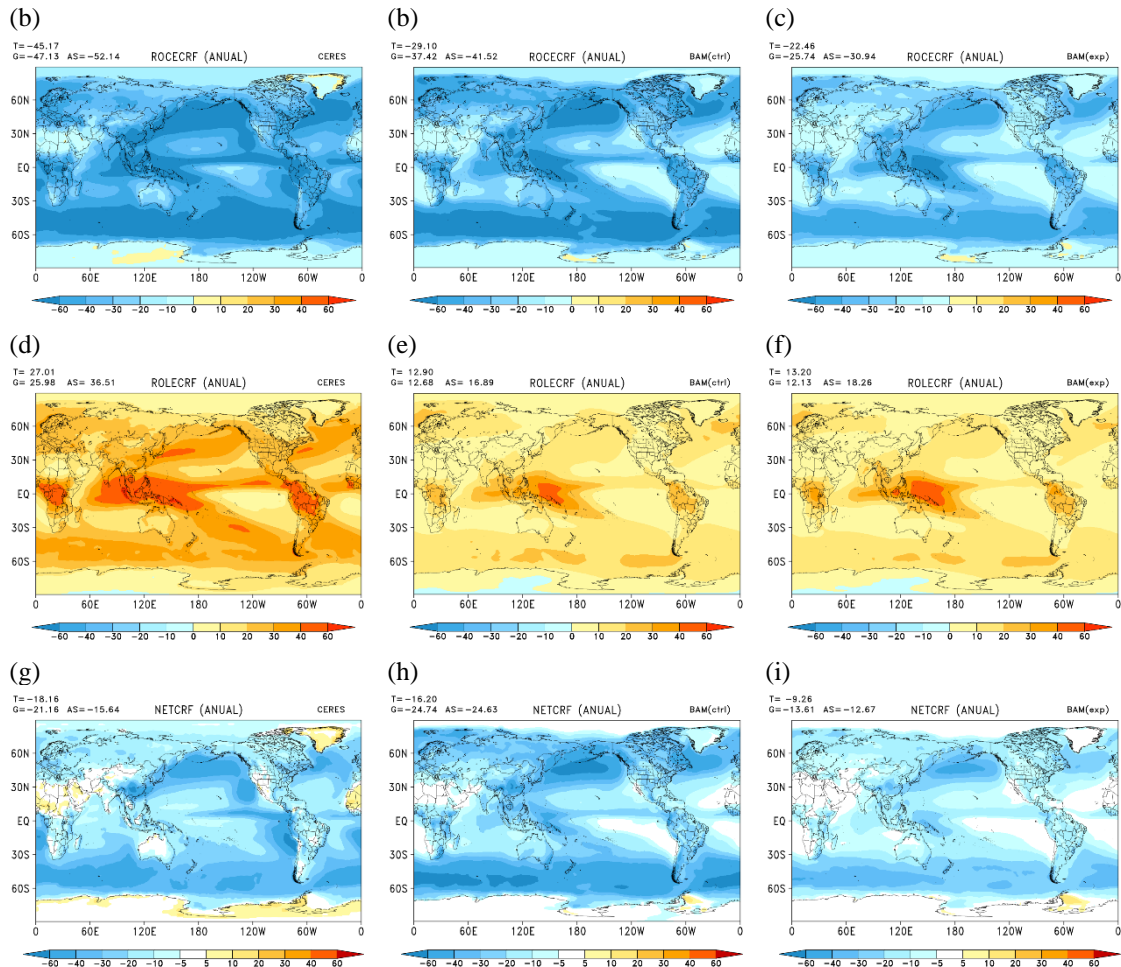 (b)
(b)
(c)
T=−45.17
G=−47.13 AS=−52.14 ROCECRF (ANUAL) CERES
T=−29.10
G=−37.42 AS=−41.52 ROCECRF (ANUAL) BAM(ctrl)
T=−22.46
G=−25.74 AS=−30.94 ROCECRF (ANUAL) BAM(exp)
60N 60N 60N
30N 30N 30N
EQ EQ EQ
30S 30S 30S
60S 60S 60S
0 60E 120E 180 120W 60W 0
0 60E 120E 180 120W 60W 0
0 60E 120E 180 120W 60W 0
−60 −40 −30 −20 −10 0 10 20 30 40 60
−60 −40 −30 −20 −10 0 10 20 30 40 60
−60 −40 −30 −20 −10 0 10 20 30 40 60
(d)
(e)
(f)
T= 27.01
G= 25.98 AS= 36.51 ROLECRF (ANUAL) CERES
T= 12.90
G= 12.68 AS= 16.89 ROLECRF (ANUAL) BAM(ctrl)
T= 13.20
G= 12.13 AS= 18.26 ROLECRF (ANUAL) BAM(exp)
60N 60N 60N
30N 30N 30N
EQ EQ EQ
30S 30S 30S
60S 60S 60S
0 60E 120E 180 120W 60W 0
0 60E 120E 180 120W 60W 0
0 60E 120E 180 120W 60W 0
−60 −40 −30 −20 −10 0 10 20 30 40 60
−60 −40 −30 −20 −10 0 10 20 30 40 60
−60 −40 −30 −20 −10 0 10 20 30 40 60
(g)
(h)
(i)
T=−18.16
G=−21.16 AS=−15.64 NETCRF (ANUAL) CERES
T=−16.20
G=−24.74 AS=−24.63 NETCRF (ANUAL) BAM(ctrl)
T=−9.26
G=−13.61 AS=−12.67 NETCRF (ANUAL) BAM(exp)
60N 60N 60N
30N 30N 30N
EQ EQ EQ
30S 30S 30S
60S 60S 60S
0 60E 120E 180 120W 60W 0
0 60E 120E 180 120W 60W 0
0 60E 120E 180 120W 60W 0
−60 −40 −30 −20 −10 −5 5 10 20 30 40 60
−60 −40 −30 −20 −10 −5 5 10 20 30 40 60
−60 −40 −30 −20 −10 −5 5 10 20 30 40 60